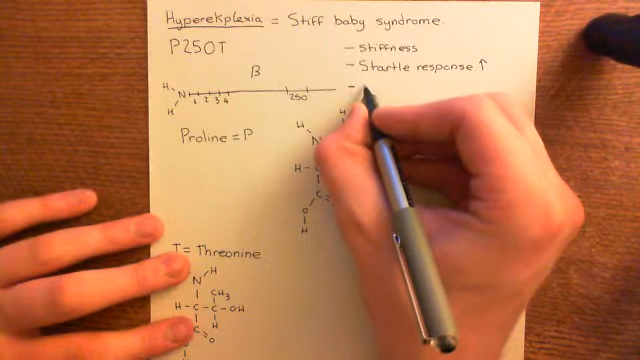 Hyperekplexia = Stiff baby syndrome.
P250T
- Stiffness
- Startle response ↑
-
β
H
N
H
1 2 3 4
250
Proline = P
H
H
N
H-C
C
O
H
T = Threonine
H
N
CH3
H-C-C-OH
H
C
O